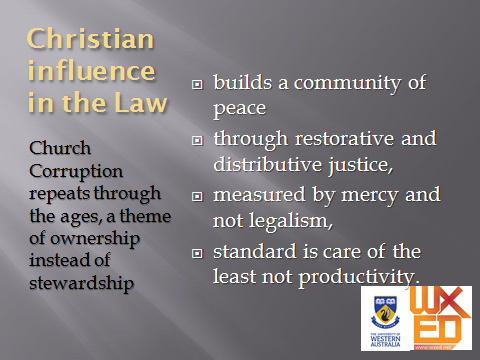 Christian
influence
in the Law
Church
Corruption
repeats through
the ages, a theme
of ownership
instead of
stewardship
builds a community of
peace
through restorative and
distributive justice,
measured by mercy and
not legalism,
standard is care of the
least not productivity.
THE UNIVERSITY OF
WESTERN
AUSTRALIA
WX
ED